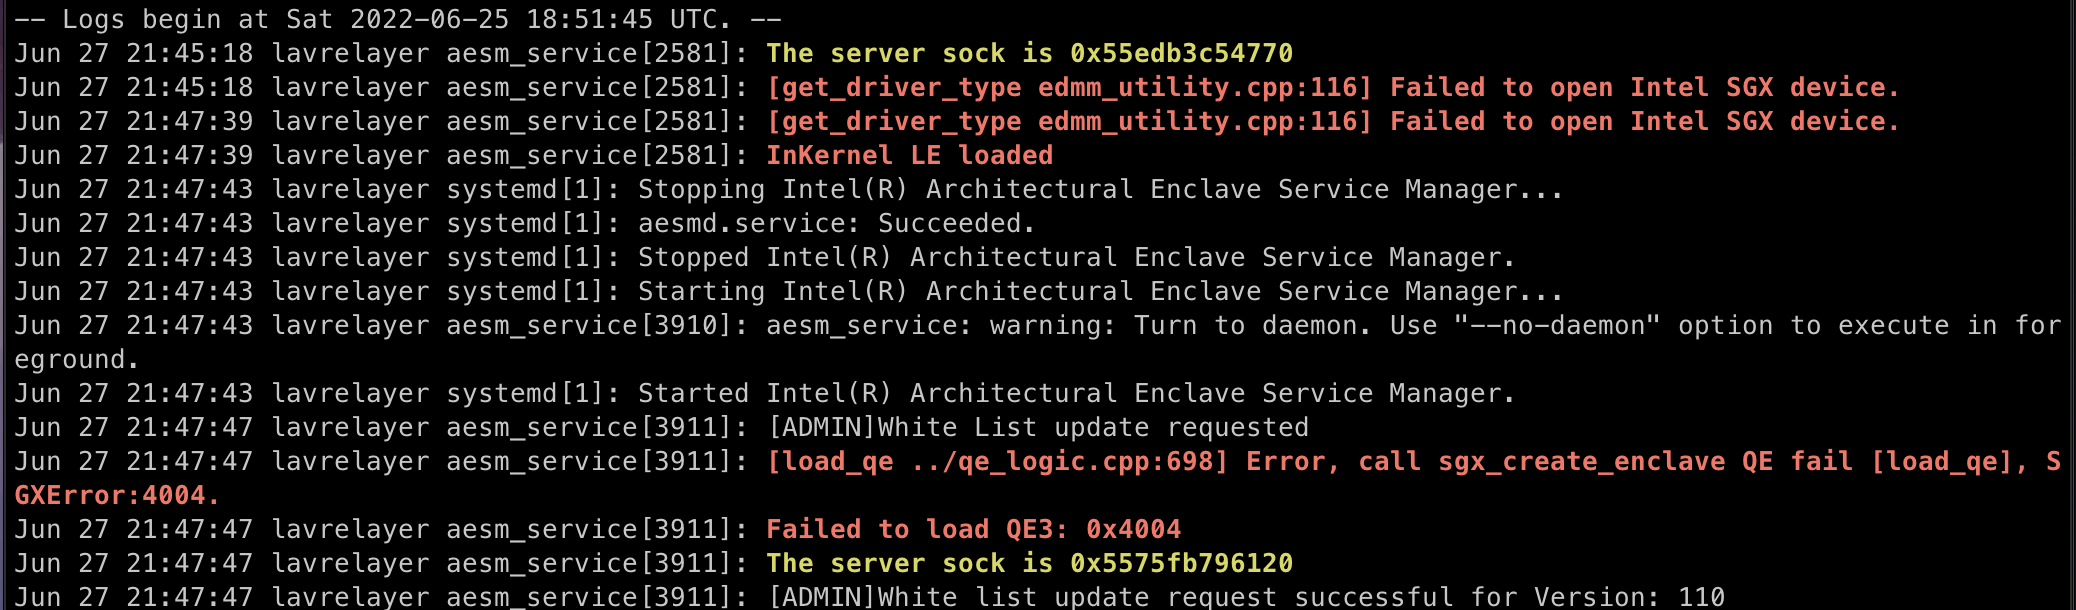 -- Logs begin at Sat 2022-06-25 18:51:45 UTC. --
Jun 27 21:45:18 lavrelayer aesm_service[2581]: The server sock is 0x55edb3c54770
Jun 27 21:45:18 lavrelayer aesm_service[2581]: [get_driver_type edmm_utility.cpp:116] Failed to open Intel SGX device.
Jun 27 21:47:39 lavrelayer aesm_service[2581]: [get_driver_type edmm_utility.cpp:116] Failed to open Intel SGX device.
Jun 27 21:47:39 lavrelayer aesm_service[2581]: InKernel LE loaded
Jun 27 21:47:43 lavrelayer systemd[1]: Stopping Intel(R) Architectural Enclave Service Manager...
Jun 27 21:47:43 lavrelayer systemd[1]: aesmd.service: Succeeded.
Jun 27 21:47:43 lavrelayer systemd[1]: Stopped Intel(R) Architectural Enclave Service Manager.
Jun 27 21:47:43 lavrelayer systemd[1]: Starting Intel(R) Architectural Enclave Service Manager...
Jun 27 21:47:43 lavrelayer aesm_service[3910]: aesm_service: warning: Turn to daemon. Use "--no-daemon" option to execute in for
eground.
Jun 27 21:47:43 lavrelayer systemd[1]: Started Intel(R) Architectural Enclave Service Manager.
Jun 27 21:47:47 lavrelayer aesm_service[3911]: [ADMIN]White List update requested
Jun 27 21:47:47 lavrelayer aesm_service[3911]: [load_qe ../qe_logic.cpp:698] Error, call sgx_create_enclave QE fail [load_qe], S
GXError:4004.
Jun 27 21:47:47 lavrelayer aesm_service[3911]: Failed to load QE3: 0x4004
Jun 27 21:47:47 lavrelayer aesm_service[3911]: The server sock is 0x5575fb796120
Jun 27 21:47:47 lavrelayer aesm_service[3911]: [ADMIN]White list update request successful for Version: 110